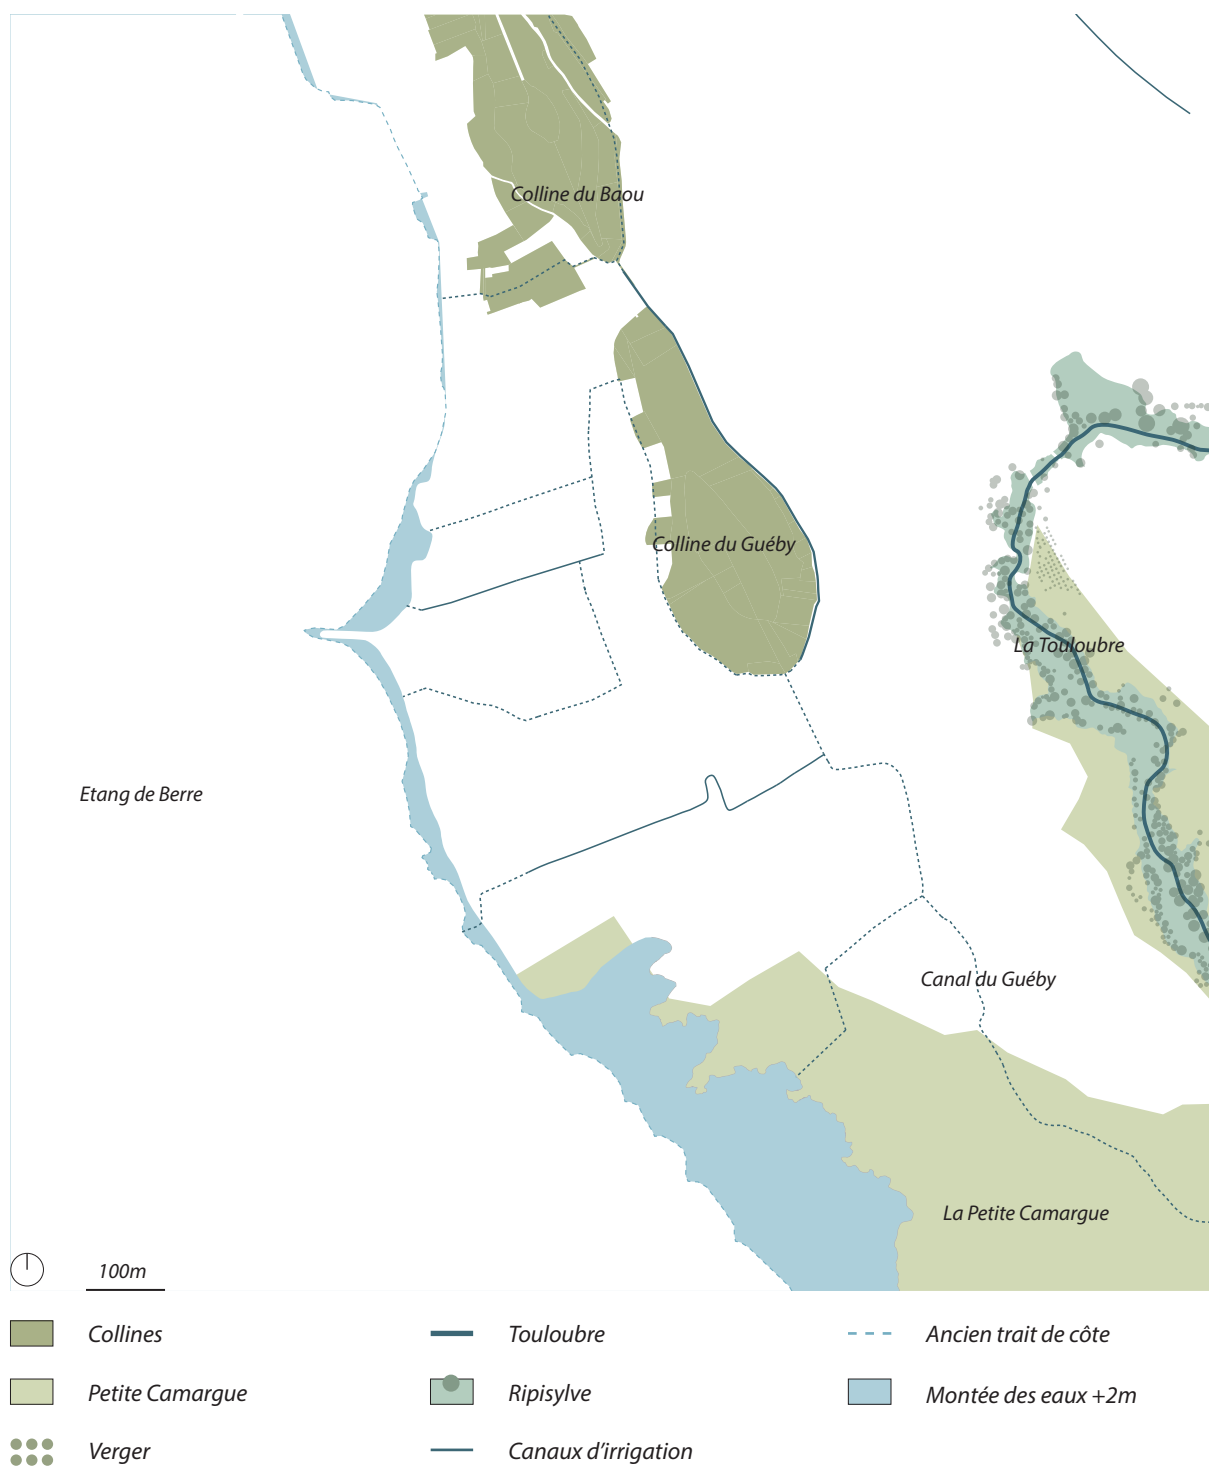 Colline du Baou
Colline du Guéby
La Touloubre
Etang de Berre
Canal du Guéby
La Petite Camargue
100m
Collines
Touloubre
Ancien trait de côte
Petite Camargue
Ripisylve
Montée des eaux +2m
Verger
Canaux d'irrigation